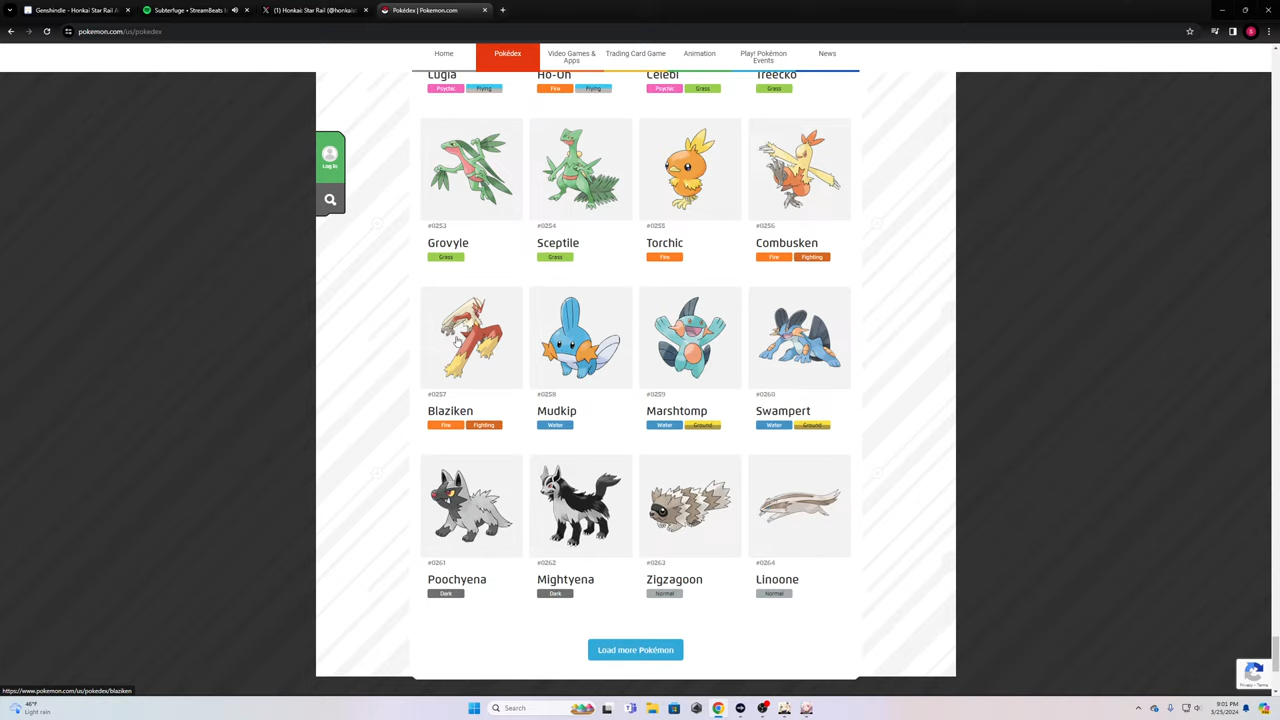 Genshindle - Honkai Star Rail A
Subterfuge • StreamBeats
Honkai: Star Rail (@honkais
Pokédex | Pokemon.com
pokemon.com/us/pokedex
Home
Pokédex
Video Games & Apps
Trading Card Game
Animation
Play! Pokémon Events
News
Log in
Lugia
Ho-Oh
Celebi
Treecko
Psychic Flying
Fire Flying
Psychic Grass
Grass
#0253
#0254
#0255
#0256
Grovyle
Sceptile
Torchic
Combusken
Grass
Grass
Fire
Fire Fighting
#0257
#0258
#0259
#0260
Blaziken
Mudkip
Marshtomp
Swampert
Fire Fighting
Water
Water Ground
Water Ground
#0261
#0262
#0263
#0264
Poochyena
Mightyena
Zigzagoon
Linoone
Dark
Dark
Normal
Normal
Load more Pokémon
Privacy - Terms
https://www.pokemon.com/us/pokedex/blaziken
46°F
Light rain
Search
9:01 PM
3/25/2024